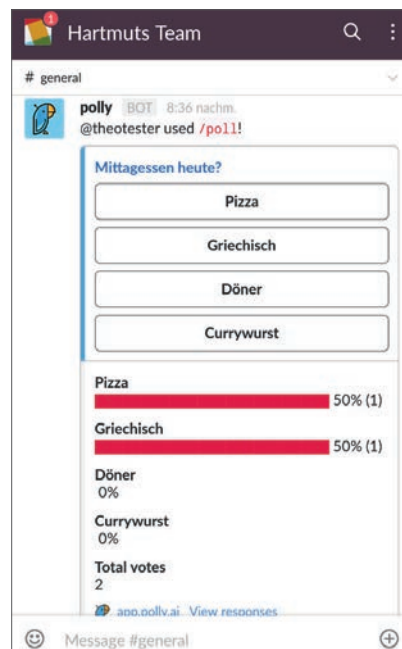 1
Hartmuts Team
# general
polly BOT 8:36 nachm.
@theotester used /poll!
Mittagessen heute?
Pizza
Griechisch
Döner
Currywurst
Pizza
50% (1)
Griechisch
50% (1)
Döner
0%
Currywurst
0%
Total votes
2
app.polly.ai View responses
Message #general